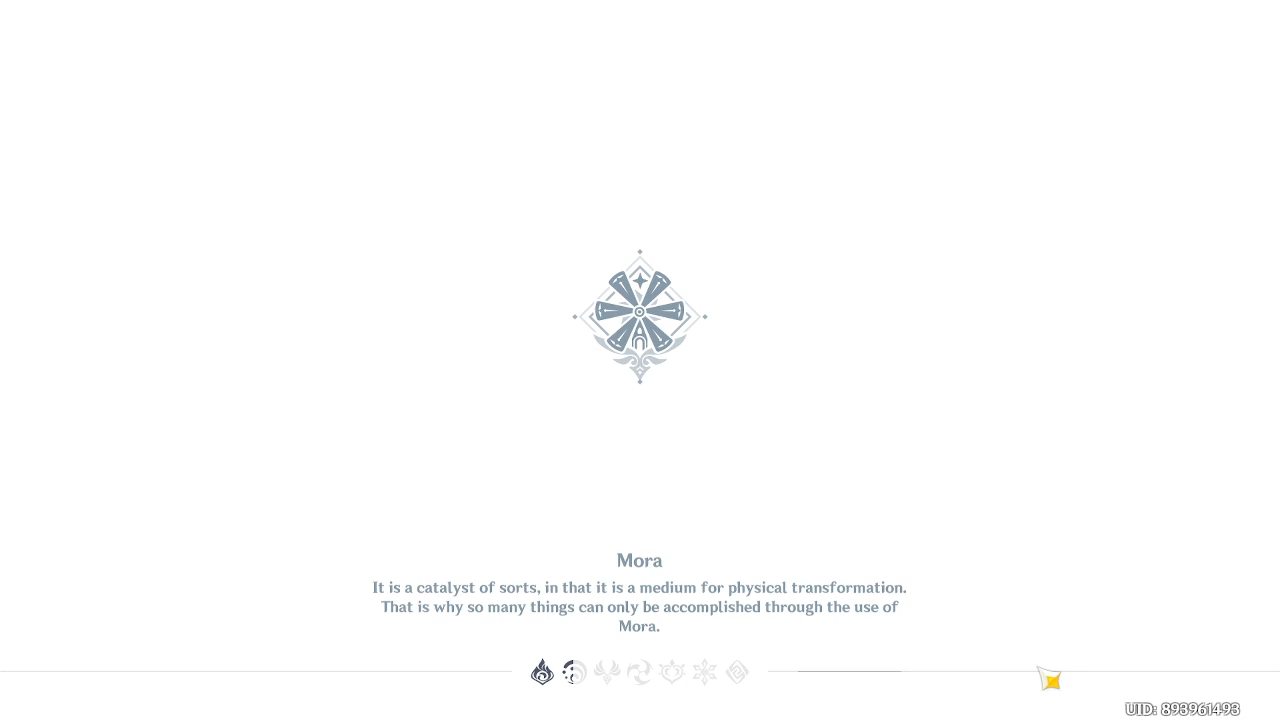 Mora
It is a catalyst of sorts, in that it is a medium for physical transformation.
That is why so many things can only be accomplished through the use of
Mora.
UID: 893961493